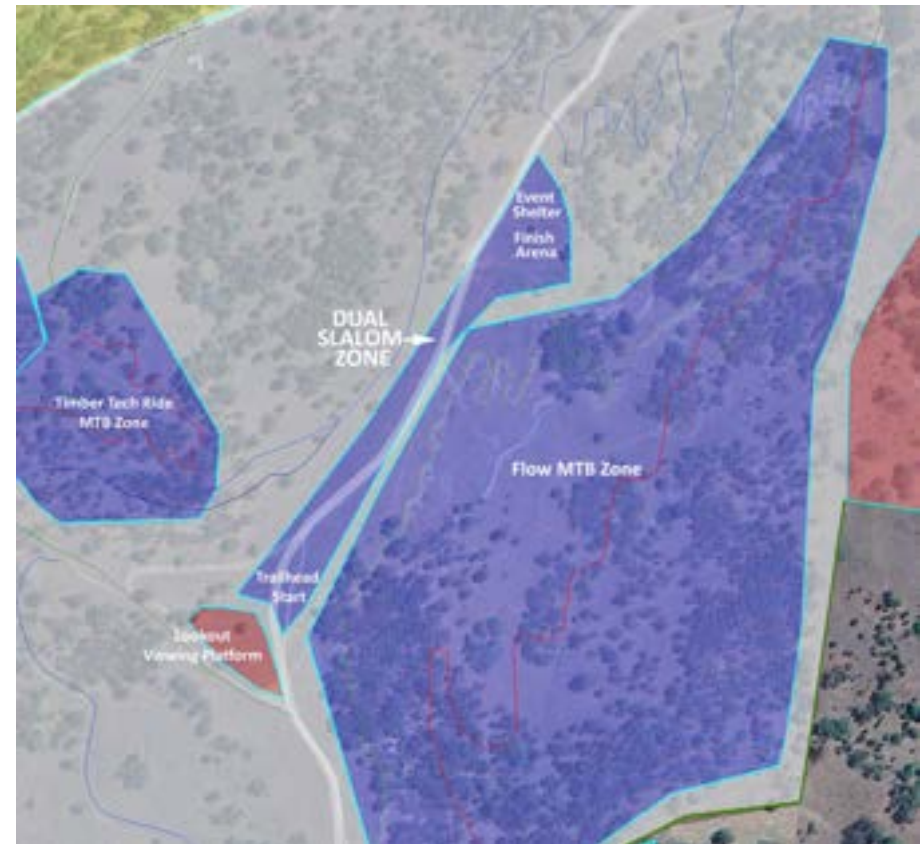 Event
Shelter
Finish
Arena
DUAL
SLALOM
ZONE
Timber Tech Ride
MTB Zone
Flow MTB Zone
Trailhead
Start
Lookout
Viewing Platform